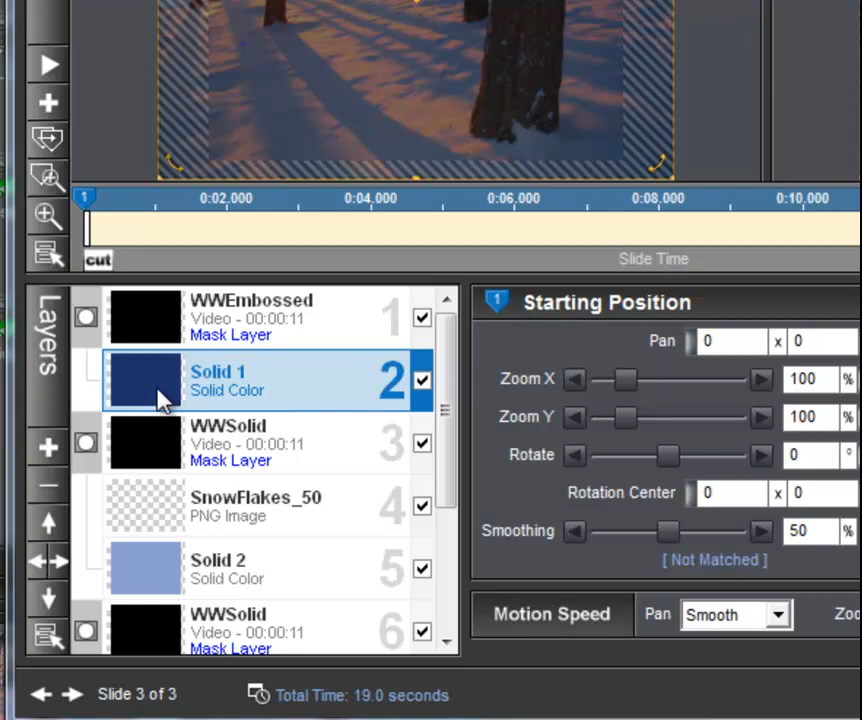 1 0:02,000 0:04,000 0:06,000 0:08,000 0:10,000
cut Slide Time
Layers
WWEmbossed
Video - 00:00:11
Mask Layer
1
Solid 1
Solid Color
2
WWSolid
Video - 00:00:11
Mask Layer
3
SnowFlakes_50
PNG Image
4
Solid 2
Solid Color
5
WWSolid
Video - 00:00:11
Mask Layer
6
1 Starting Position
Pan 0 x 0
Zoom X 100 %
Zoom Y 100 %
Rotate 0 °
Rotation Center 0 x 0
Smoothing 50 %
[ Not Matched ]
Motion Speed Pan Smooth Zoo
Slide 3 of 3 Total Time: 19.0 seconds